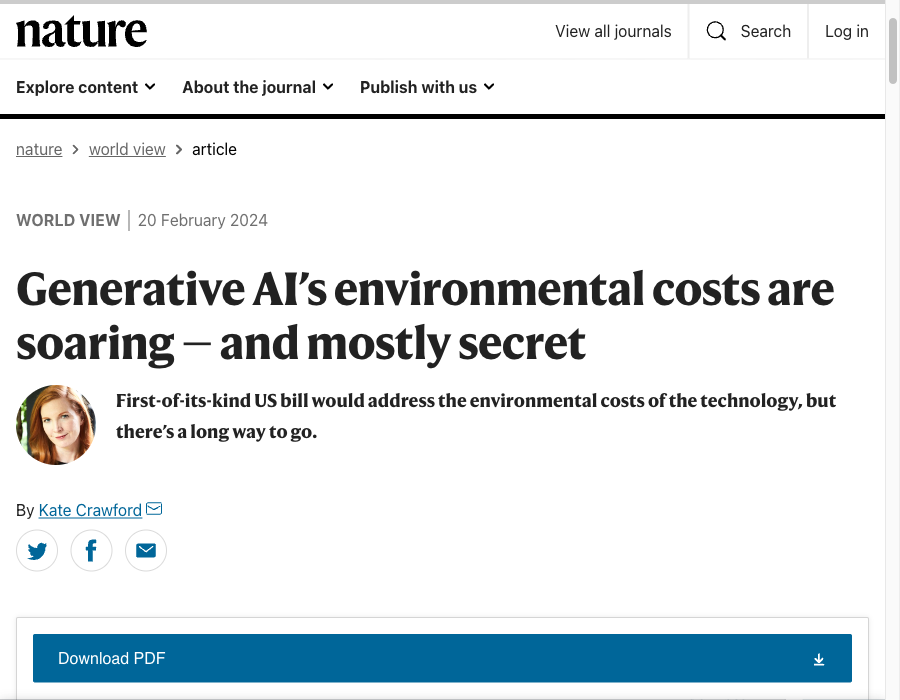 nature
View all journals
Search
Log in
Explore content
About the journal
Publish with us
nature > world view > article
WORLD VIEW | 20 February 2024
Generative AI’s environmental costs are
soaring — and mostly secret
First-of-its-kind US bill would address the environmental costs of the technology, but
there’s a long way to go.
By Kate Crawford
Download PDF